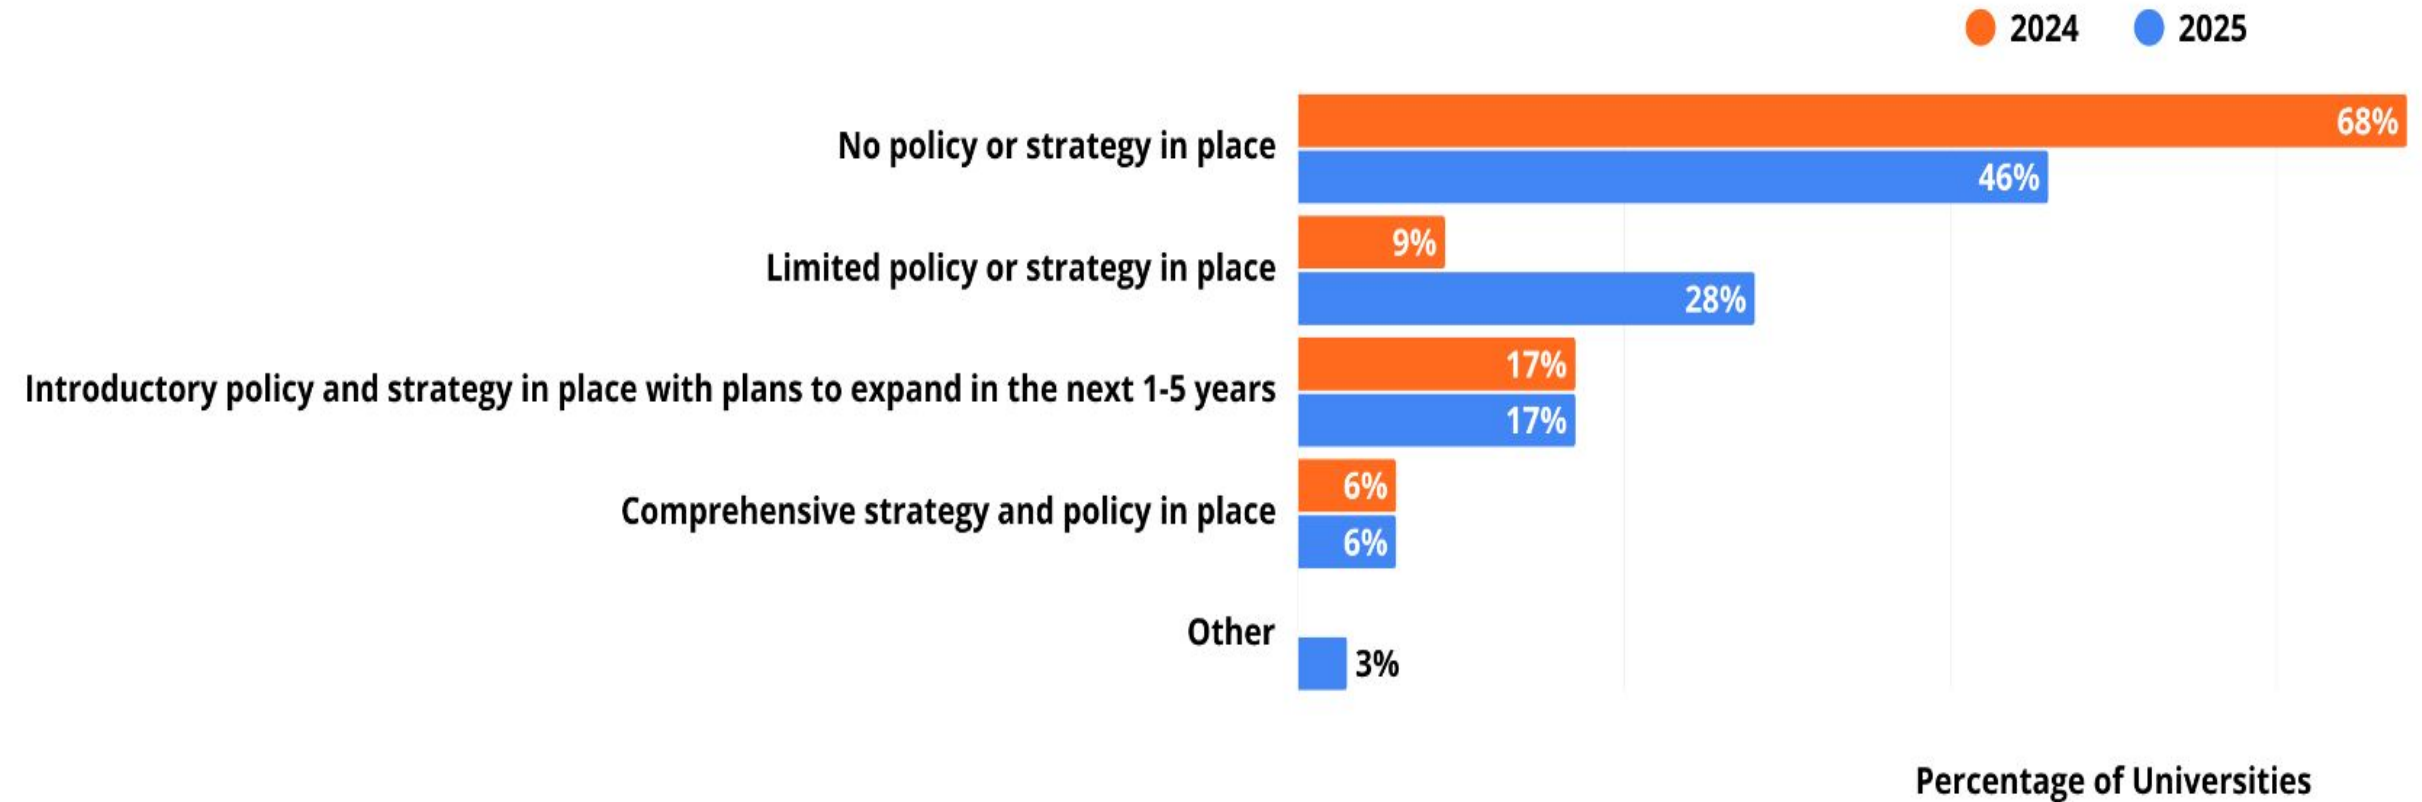 2024 2025
68%
No policy or strategy in place
46%
9%
Limited policy or strategy in place
28%
17%
Introductory policy and strategy in place with plans to expand in the next 1-5 years
17%
6%
Comprehensive strategy and policy in place
6%
Other
3%
Percentage of Universities